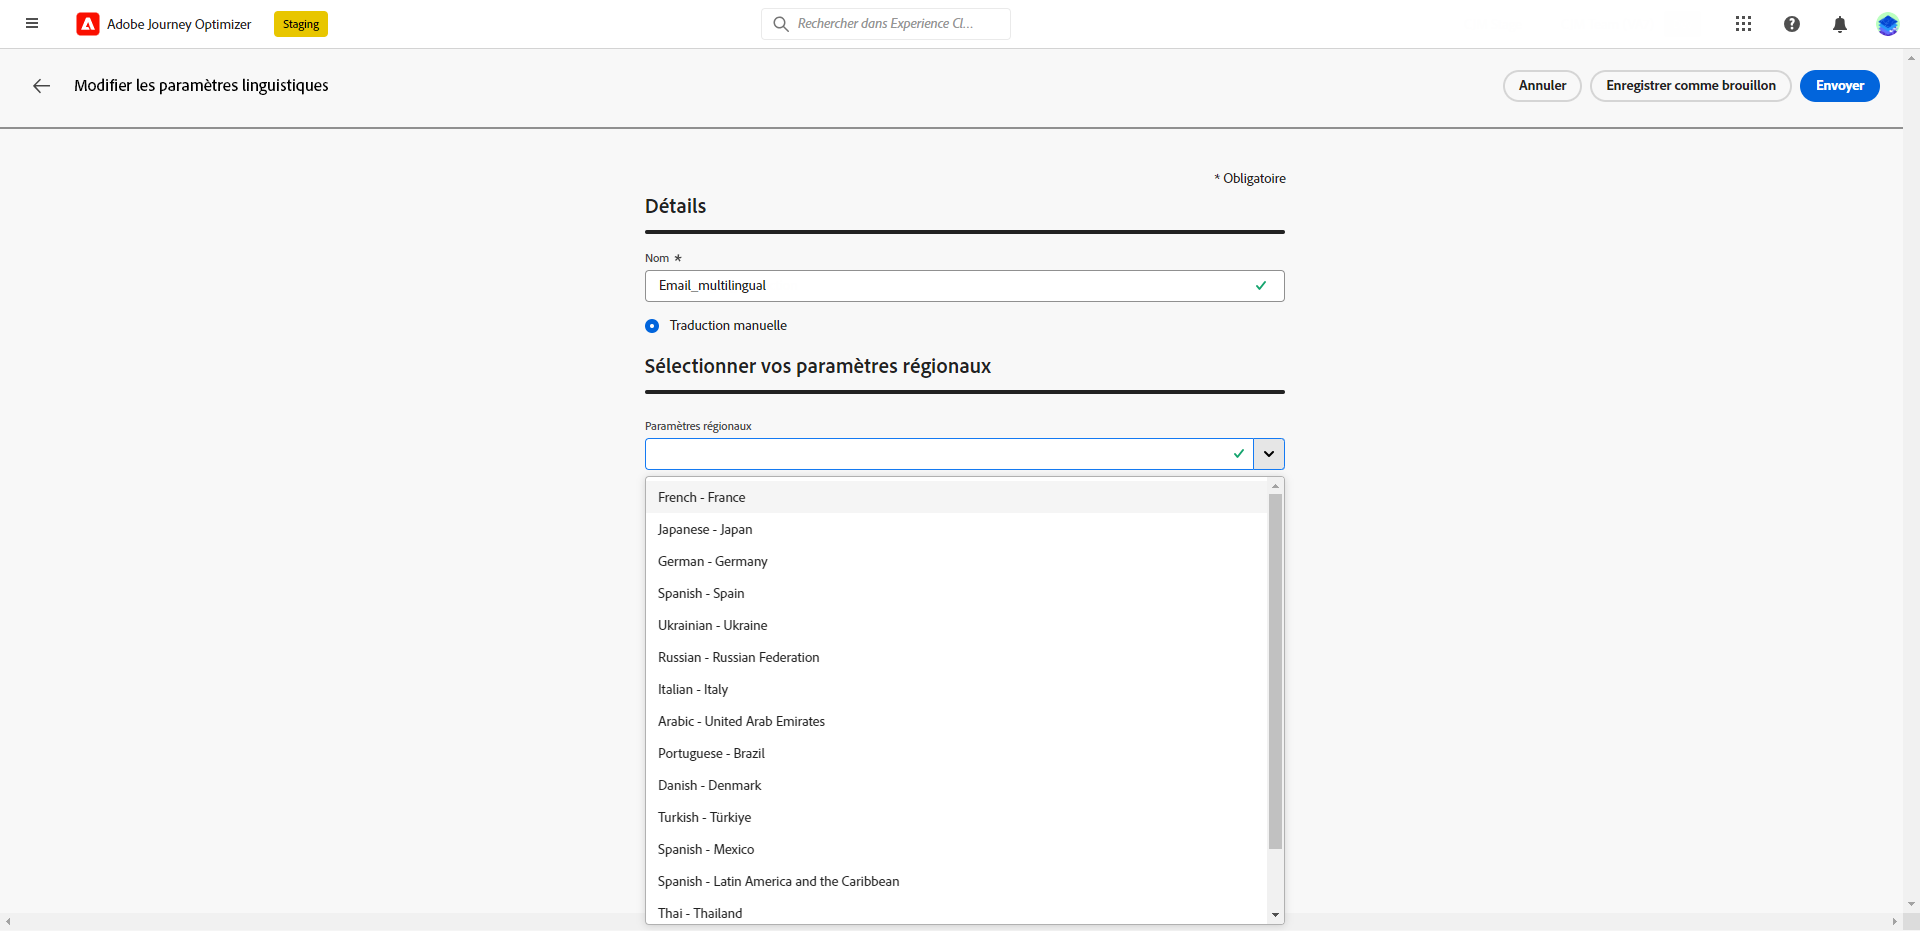 Adobe Journey Optimizer
Staging
Rechercher dans Experience Cl...
Modifier les paramètres linguistiques
Annuler
Enregistrer comme brouillon
Envoyer
* Obligatoire
Détails
Nom *
Email_multilingual
Traduction manuelle
Sélectionner vos paramètres régionaux
Paramètres régionaux
French - France
Japanese - Japan
German - Germany
Spanish - Spain
Ukrainian - Ukraine
Russian - Russian Federation
Italian - Italy
Arabic - United Arab Emirates
Portuguese - Brazil
Danish - Denmark
Turkish - Türkiye
Spanish - Mexico
Spanish - Latin America and the Caribbean
Thai - Thailand